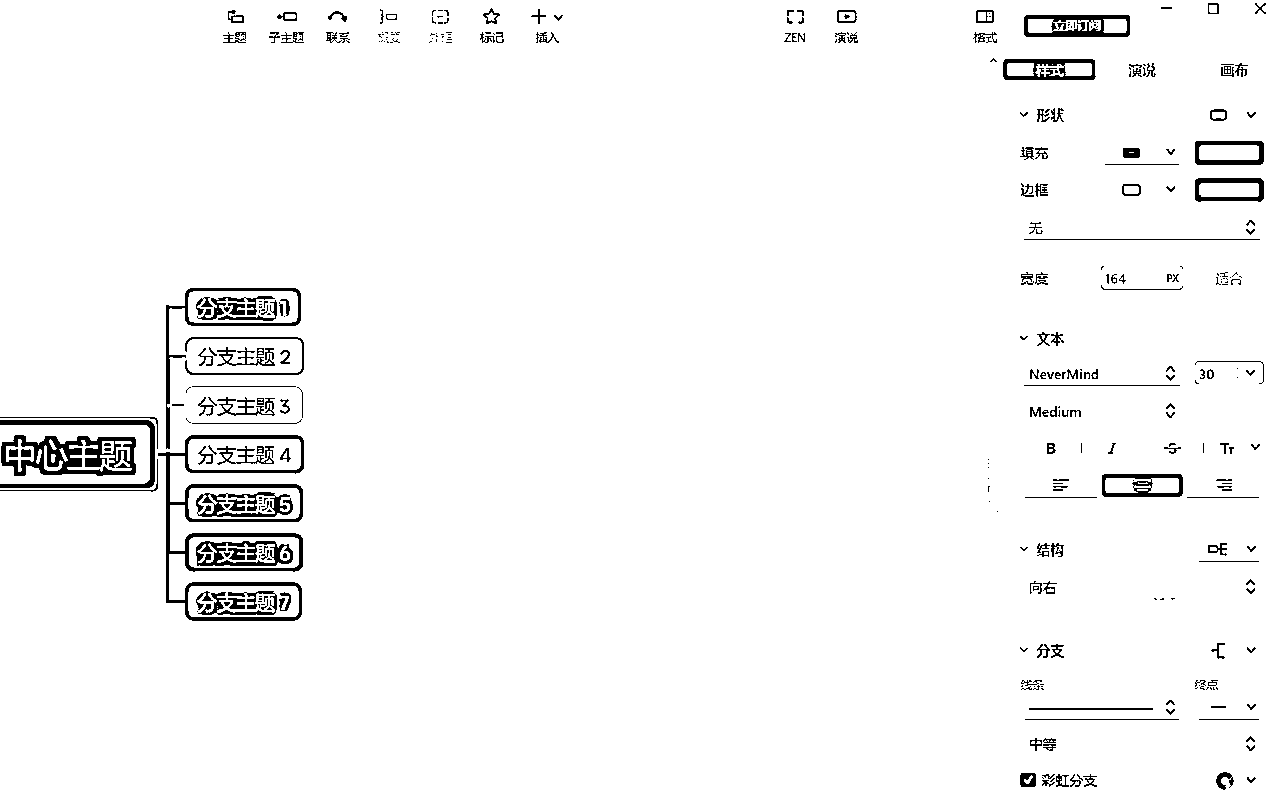 主题 子主题 联系 概要 外框 标记 插入 ZEN 演说 格式 立即订阅
样式 演说 画布
形状
填充
边框
无
宽度 164 PX 适合
文本
NeverMind 30
Medium
B I S Tr
结构
向右
分支
线条 终点
中等
彩虹分支
中心主题
分支主题 1
分支主题 2
分支主题 3
分支主题 4
分支主题 5
分支主题 6
分支主题 7